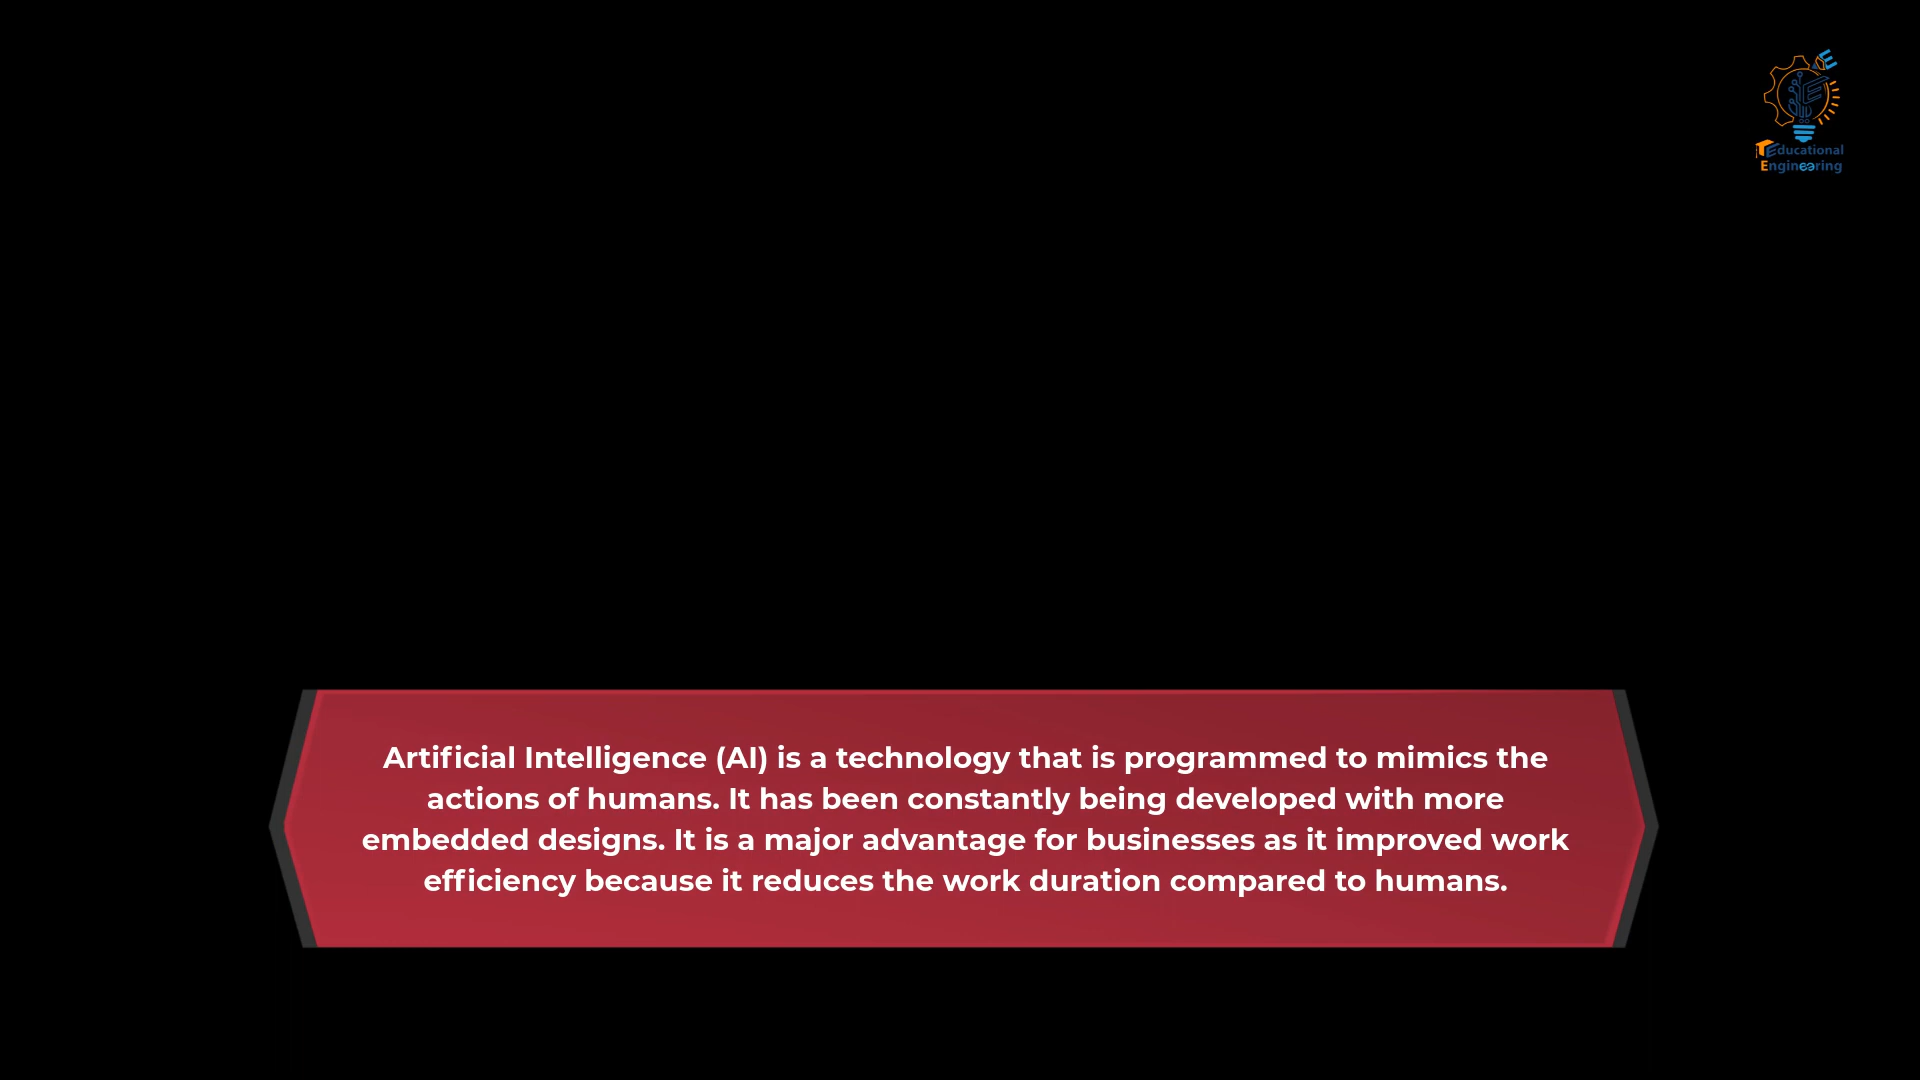 Educational
Engineering
Artificial Intelligence (AI) is a technology that is programmed to mimics the
actions of humans. It has been constantly being developed with more
embedded designs. It is a major advantage for businesses as it improved work
efficiency because it reduces the work duration compared to humans.